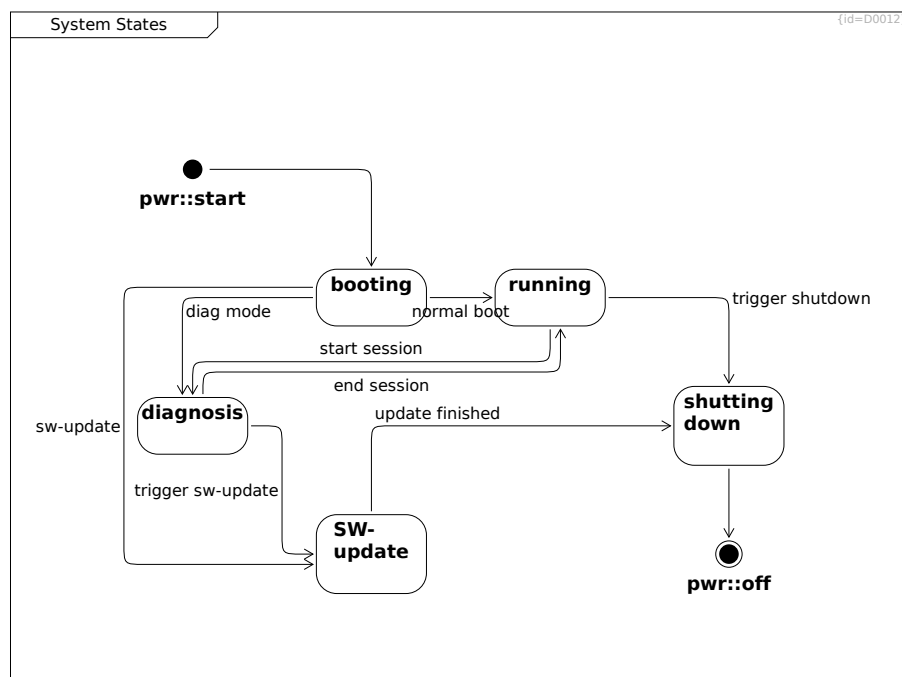 System States
{id=D0012
pwr::start
booting
running
diag mode
normal boot
trigger shutdown
start session
end session
diagnosis
shutting
down
sw-update
update finished
trigger sw-update
SW-
update
pwr::off